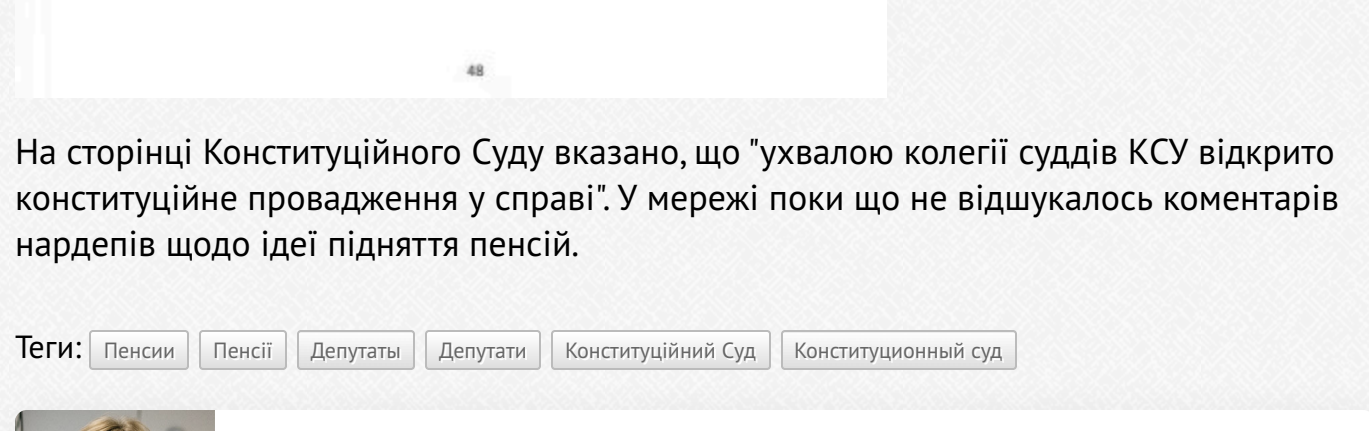 48
На сторінці Конституційного Суду вказано, що "ухвалою колегії суддів КСУ відкрито
конституційне провадження у справі". У мережі поки що не відшукалось коментарів
нардепів щодо ідеї підняття пенсій.
Теги: Пенсии Пенсії Депутаты Депутати Конституційний Суд Конституционный суд